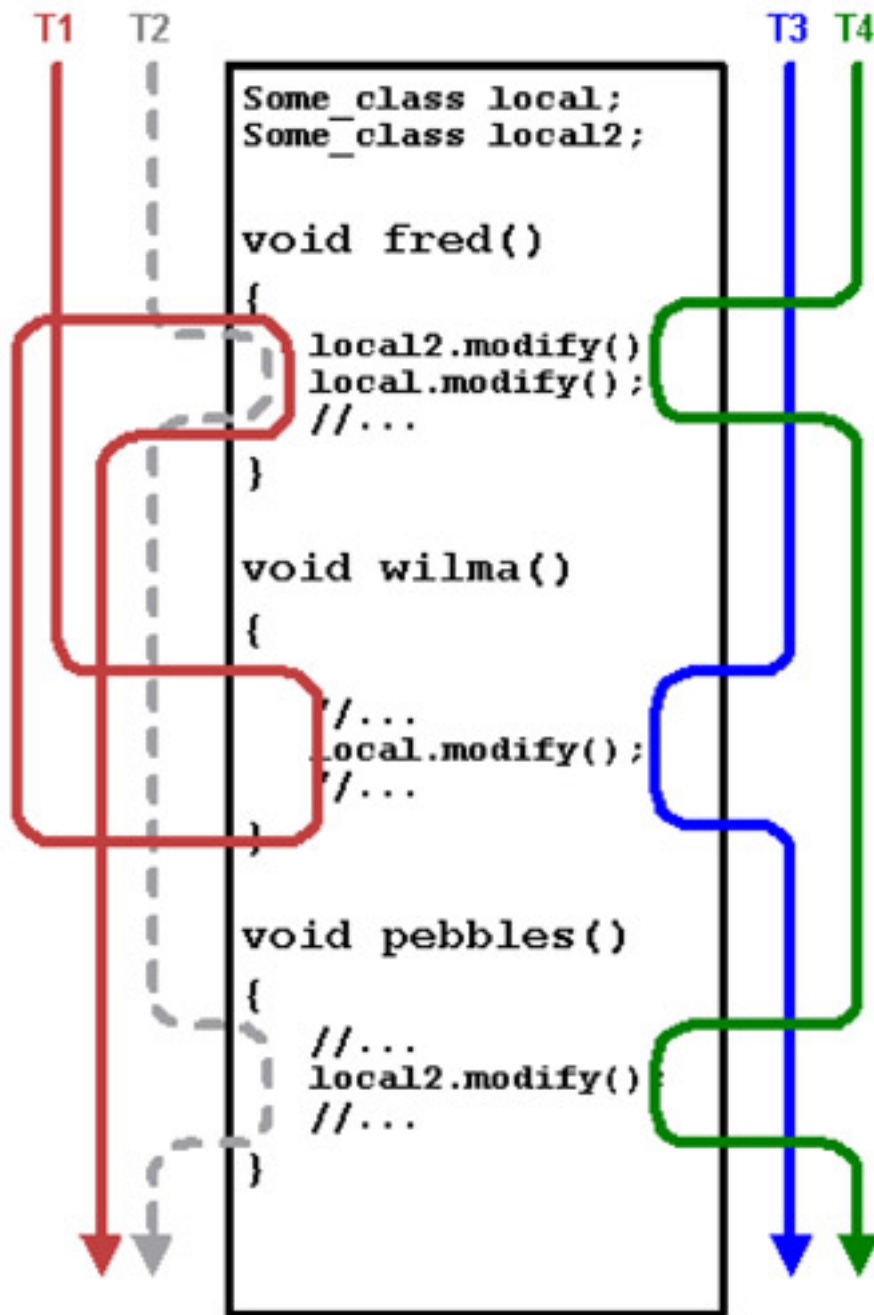 T1 T2 T3 T4
Some_class local;
Some_class local2;
void fred()
{
local2.modify()
local.modify();
//...
}
void wilma()
{
//...
local.modify();
//...
}
void pebbles()
{
//...
local2.modify();
//...
}